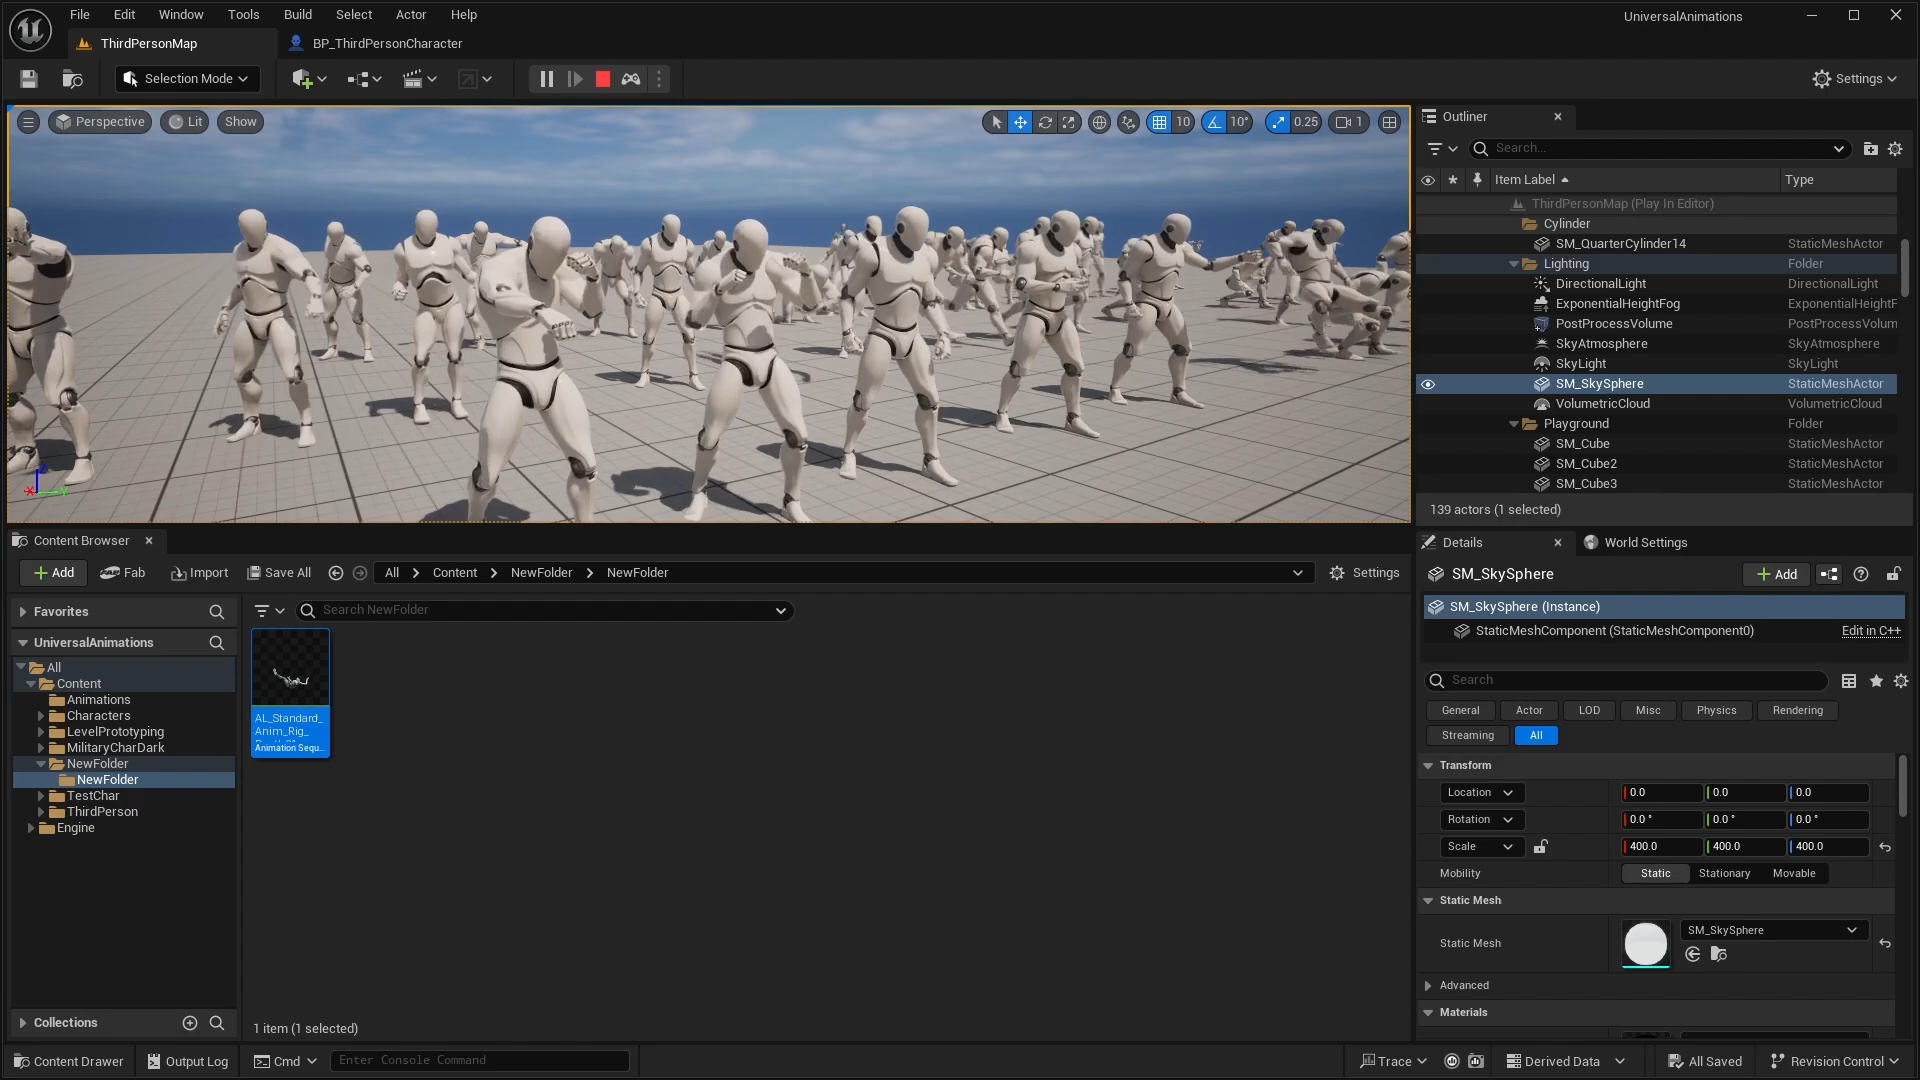 File Edit Window Tools Build Select Actor Help
UniversalAnimations
ThirdPersonMap
BP_ThirdPersonCharacter
Selection Mode
Settings
Perspective
Lit
Show
10
10°
0.25
1
Outliner
Search...
Item Label
Type
ThirdPersonMap (Play In Editor)
Cylinder
SM_QuarterCylinder14 StaticMeshActor
Lighting Folder
DirectionalLight DirectionalLight
ExponentialHeightFog ExponentialHeightF
PostProcessVolume PostProcessVolum
SkyAtmosphere SkyAtmosphere
SkyLight SkyLight
SM_SkySphere StaticMeshActor
VolumetricCloud VolumetricCloud
Playground Folder
SM_Cube StaticMeshActor
SM_Cube2 StaticMeshActor
SM_Cube3 StaticMeshActor
139 actors (1 selected)
Content Browser
Add
Fab
Import
Save All
All > Content > NewFolder > NewFolder
Settings
Favorites
UniversalAnimations
All
Content
Animations
Characters
LevelPrototyping
MilitaryCharDark
NewFolder
NewFolder
TestChar
ThirdPerson
Engine
Collections
Search NewFolder
AL_Standard_
Anim_Rig_
Animation Sequ...
1 item (1 selected)
Details
World Settings
SM_SkySphere
Add
SM_SkySphere (Instance)
StaticMeshComponent (StaticMeshComponent0)
Edit in C++
Search
General Actor LOD Misc Physics Rendering
Streaming All
Transform
Location 0.0 0.0 0.0
Rotation 0.0 ° 0.0 ° 0.0 °
Scale 400.0 400.0 400.0
Mobility Static Stationary Movable
Static Mesh
Static Mesh SM_SkySphere
Advanced
Materials
Content Drawer
Output Log
Cmd
Enter Console Command
Trace
Derived Data
All Saved
Revision Control